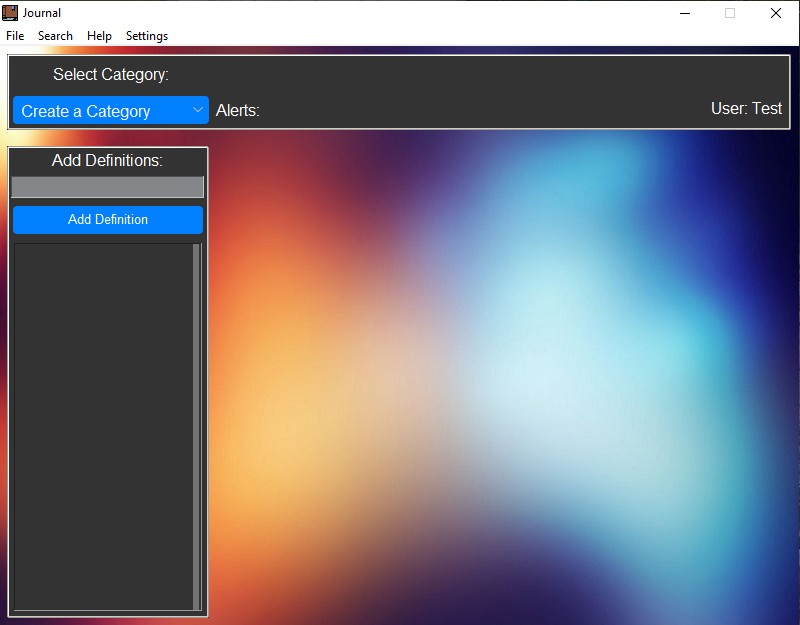 Journal
File Search Help Settings
Select Category:
Create a Category Alerts: User: Test
Add Definitions:
Add Definition